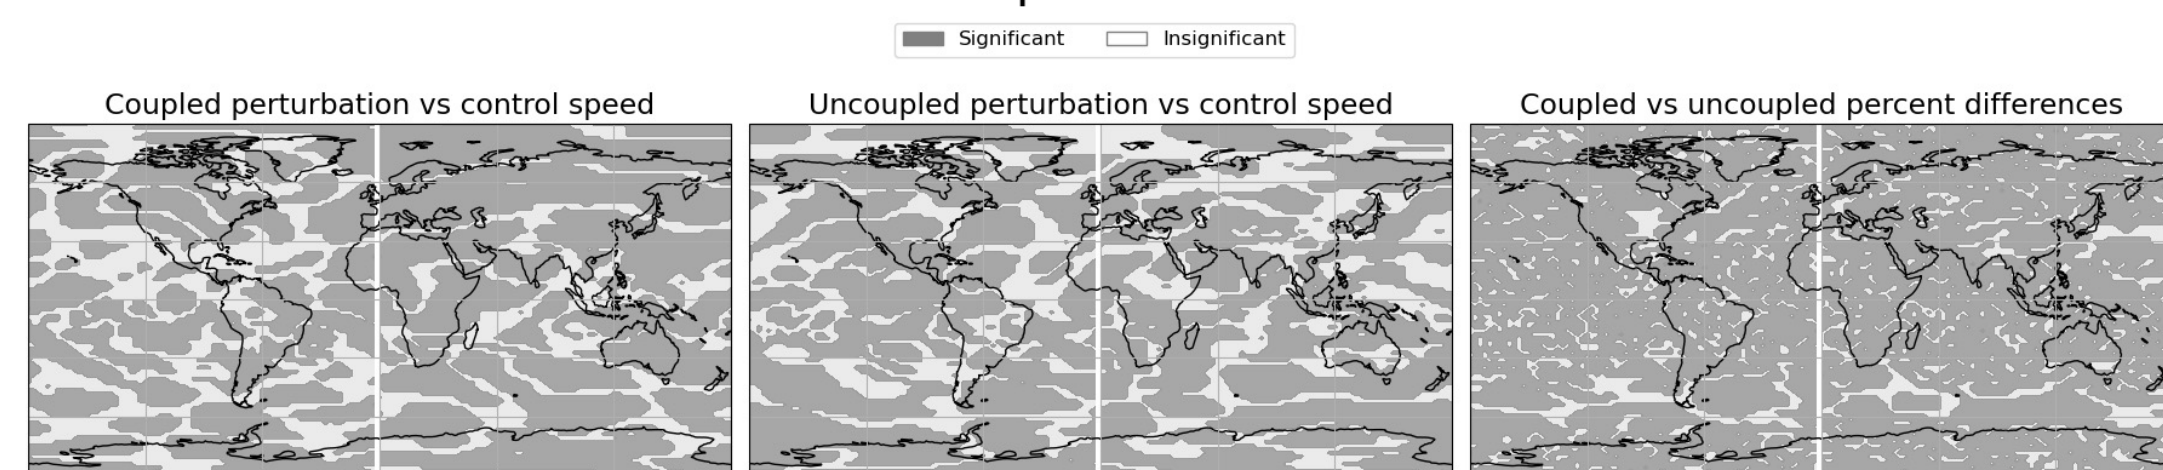 Significant Insignificant
Coupled perturbation vs control speed
Uncoupled perturbation vs control speed
Coupled vs uncoupled percent differences